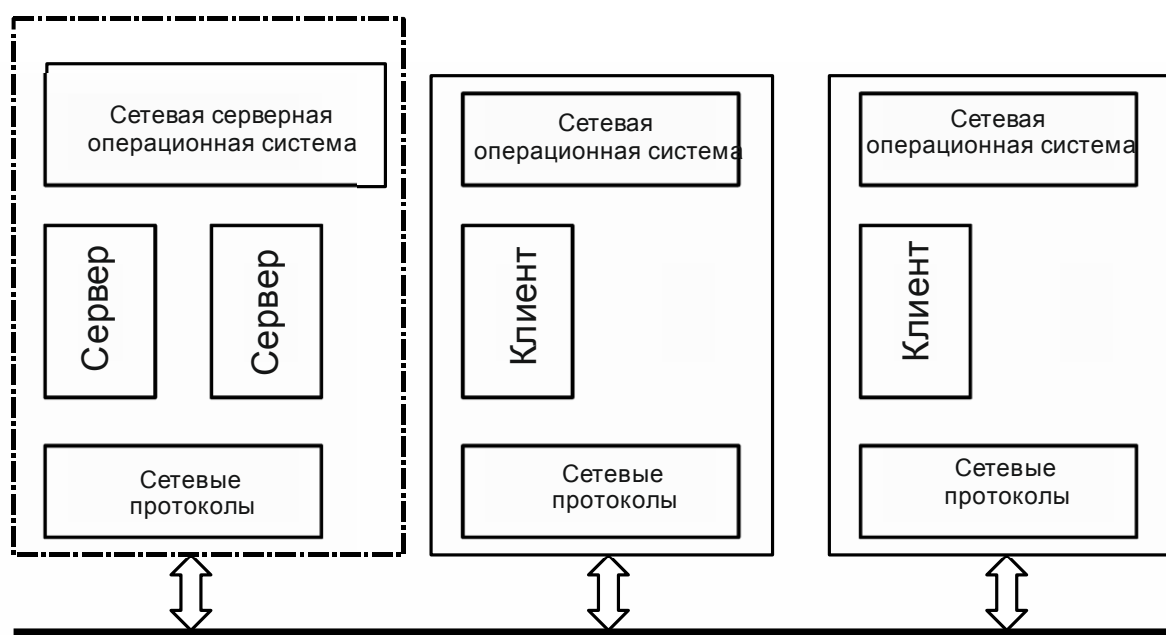 Сетевая серверная
операционная система
Сервер
Сервер
Сетевые
протоколы
Сетевая
операционная система
Клиент
Сетевые
протоколы
Сетевая
операционная система
Клиент
Сетевые
протоколы